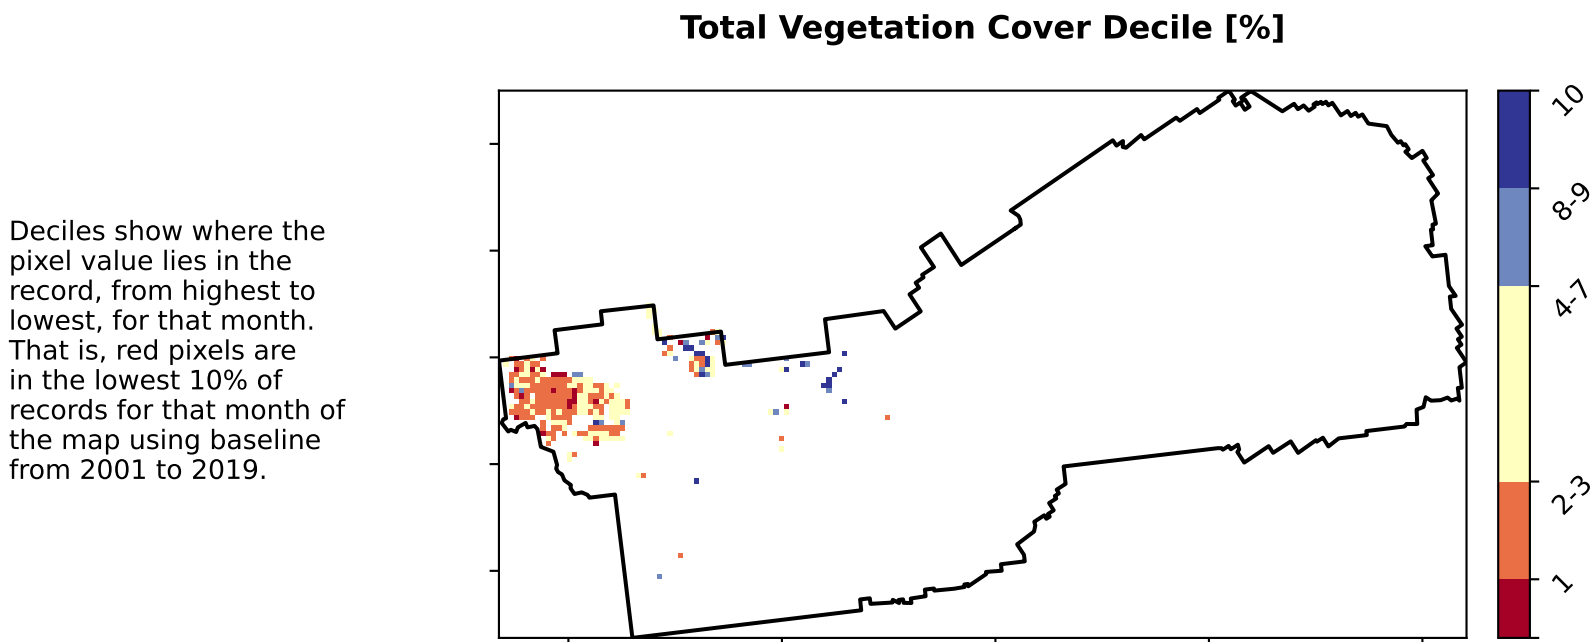 Total Vegetation Cover Decile [%]
Deciles show where the
pixel value lies in the
record, from highest to
lowest, for that month.
That is, red pixels are
in the lowest 10% of
records for that month of
the map using baseline
from 2001 to 2019.
10
8-9
4-7
2-3
1